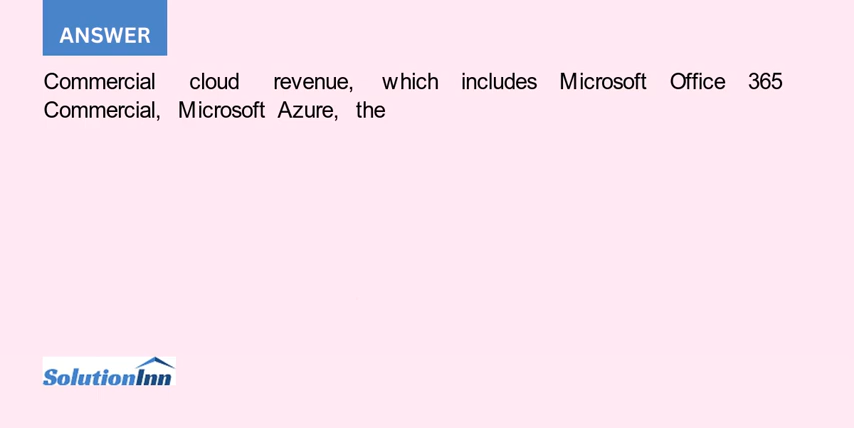 ANSWER
Commercial cloud revenue, which includes Microsoft Office 365
Commercial, Microsoft Azure, the
SolutionInn